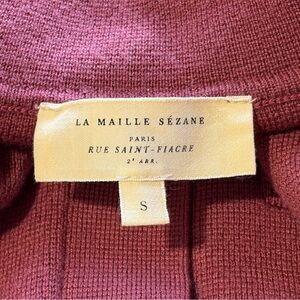 LA MAILLE SÉZANE
PARIS
RUE SAINT-FIACRE
2ᵉ ARR.
S